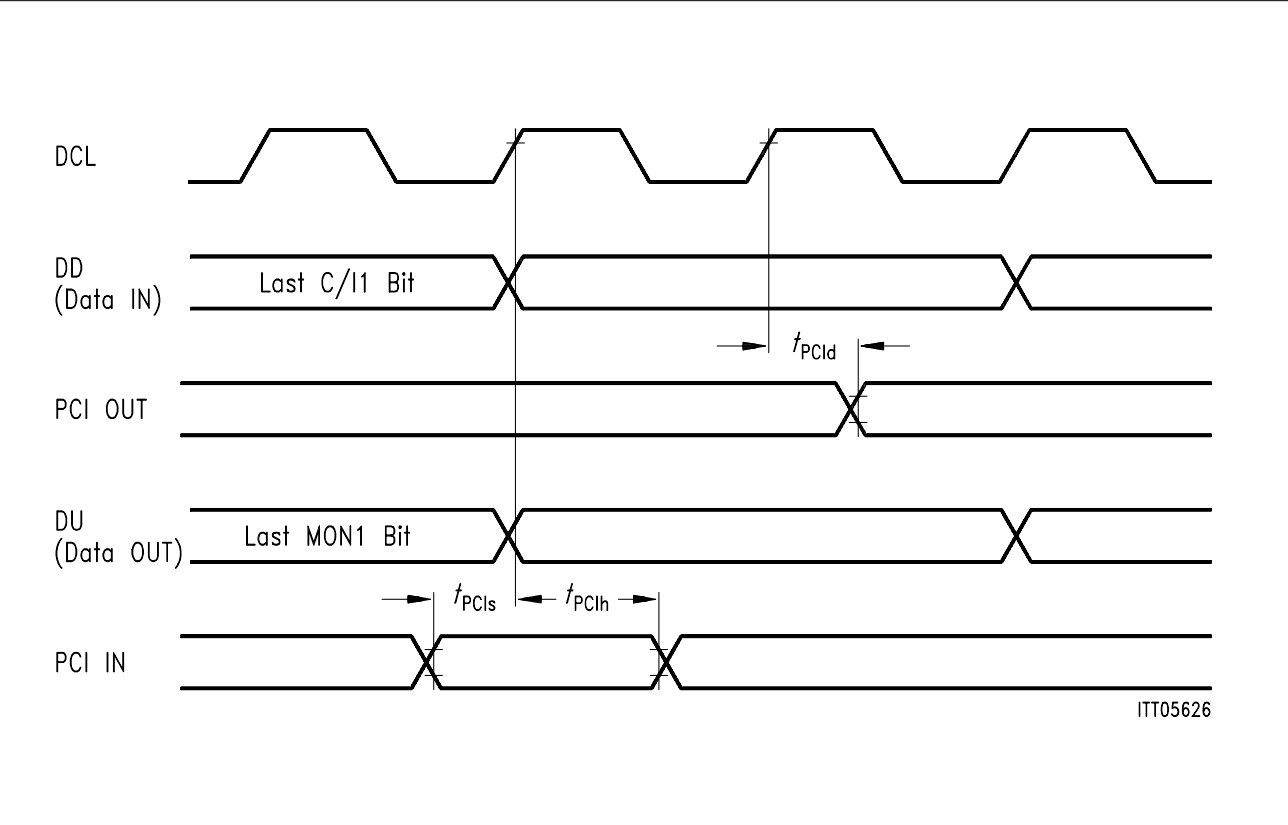 DCL
DD
(Data IN)
Last C/I1 Bit
tPCId
PCI OUT
DU
(Data OUT)
Last MON1 Bit
tPCIs
tPCIh
PCI IN
ITT05626